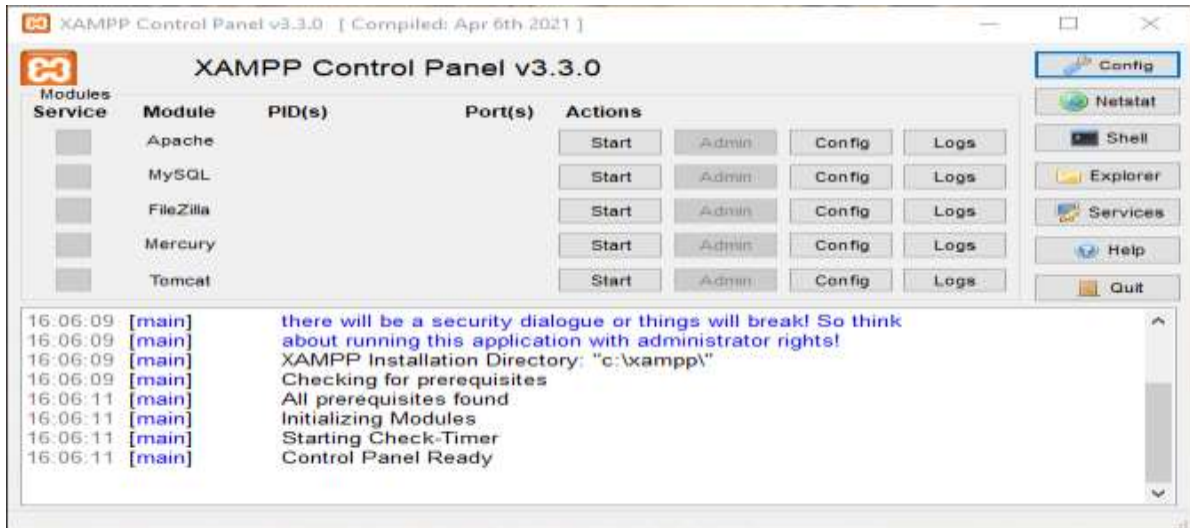 XAMPP Control Panel v3.3.0 [ Compiled: Apr 6th 2021 ]
XAMPP Control Panel v3.3.0
Config
Modules
Service Module PID(s) Port(s) Actions
Netstat
Apache Start Admin Config Logs
Shell
MySQL Start Admin Config Logs
Explorer
FileZilla Start Admin Config Logs
Services
Mercury Start Admin Config Logs
Help
Tomcat Start Admin Config Logs
Quit
16:06:09 [main] there will be a security dialogue or things will break! So think
16:06:09 [main] about running this application with administrator rights!
16:06:09 [main] XAMPP Installation Directory: "c:\xampp\"
16:06:09 [main] Checking for prerequisites
16:06:11 [main] All prerequisites found
16:06:11 [main] Initializing Modules
16:06:11 [main] Starting Check-Timer
16:06:11 [main] Control Panel Ready